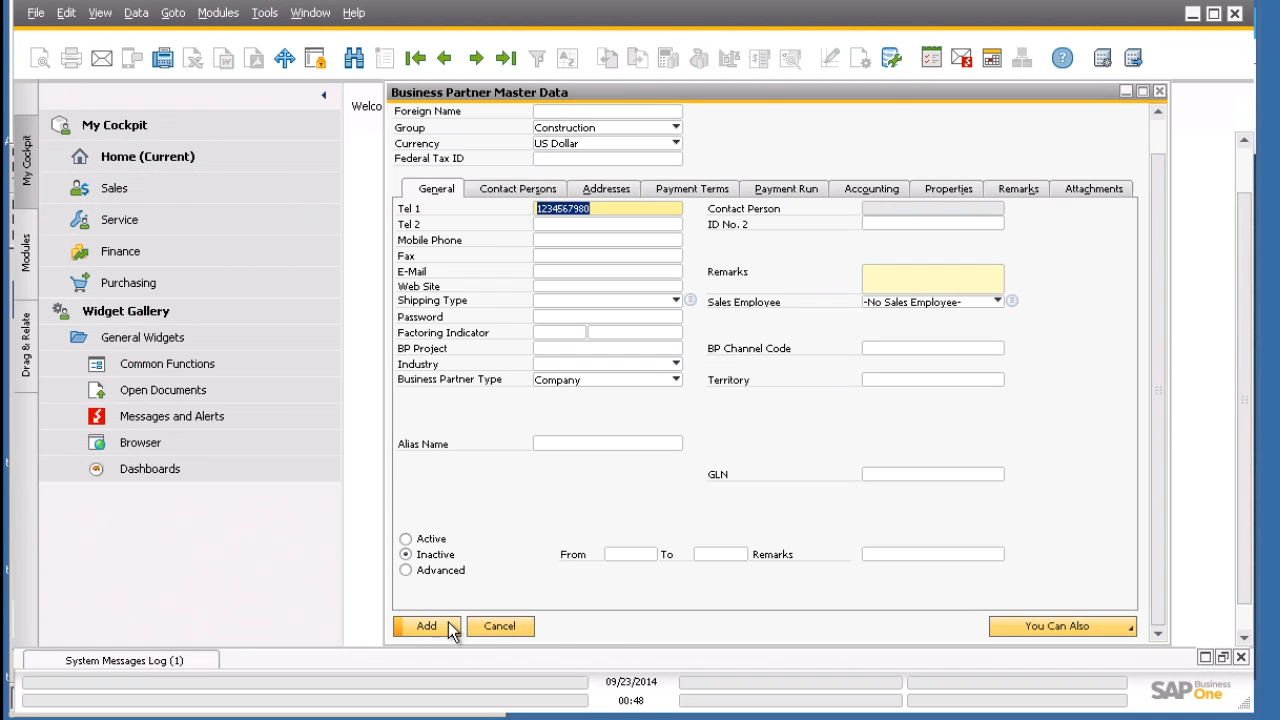 File Edit View Data Goto Modules Tools Window Help
My Cockpit
Modules
Drag & Relate
My Cockpit
Home (Current)
Sales
Service
Finance
Purchasing
Widget Gallery
General Widgets
Common Functions
Open Documents
Messages and Alerts
Browser
Dashboards
Welco
Business Partner Master Data
Foreign Name
Group Construction
Currency US Dollar
Federal Tax ID
General Contact Persons Addresses Payment Terms Payment Run Accounting Properties Remarks Attachments
Tel 1 1234567980 Contact Person
Tel 2 ID No. 2
Mobile Phone
Fax
E-Mail Remarks
Web Site
Shipping Type Sales Employee -No Sales Employee-
Password
Factoring Indicator
BP Project BP Channel Code
Industry
Business Partner Type Company Territory
Alias Name
GLN
Active
Inactive From To Remarks
Advanced
Add Cancel You Can Also
System Messages Log (1)
09/23/2014
00:48
SAP Business One